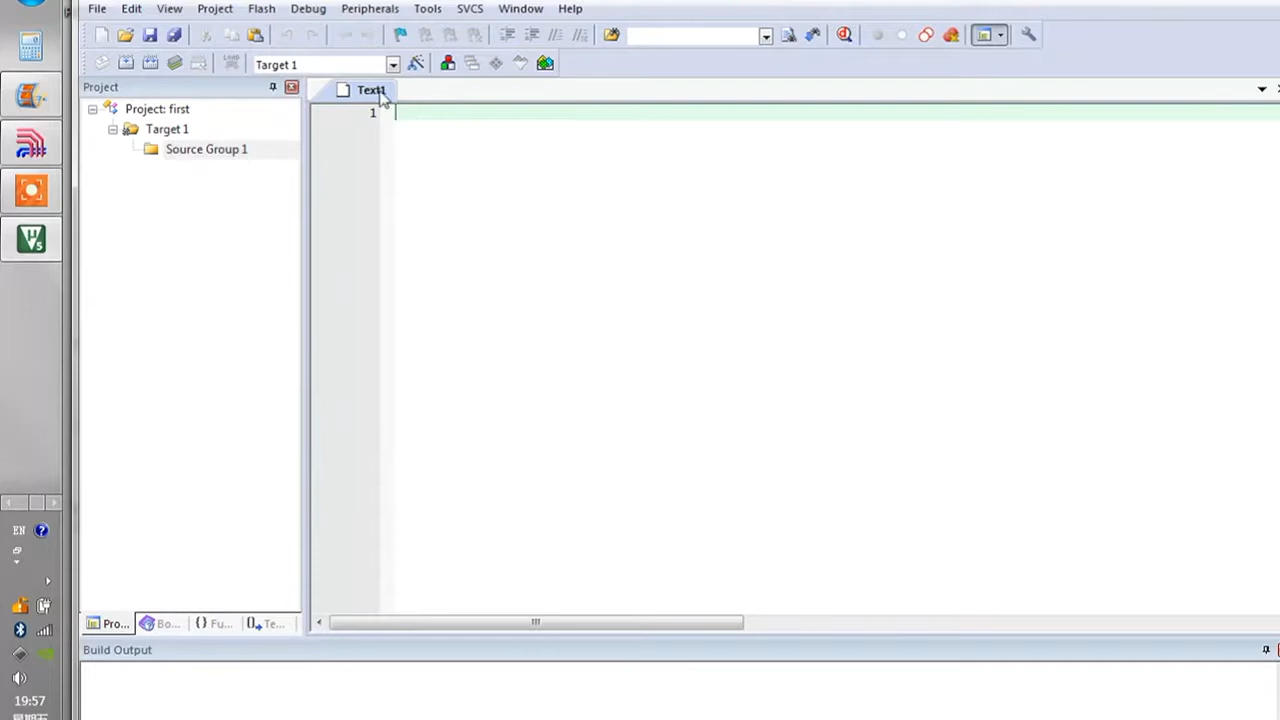 File Edit View Project Flash Debug Peripherals Tools SVCS Window Help
Target 1
Project
Text1
1
Project: first
Target 1
Source Group 1
Pro... Bo... {} Fu... Te...
Build Output
EN
19:57